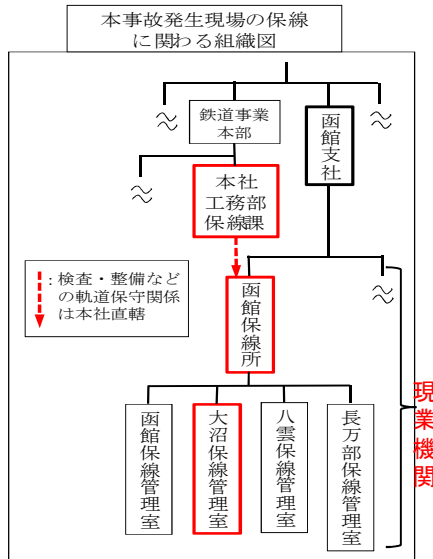 本事故発生現場の保線
に関わる組織図
鉄道事業
本部
函館支社
本社
工務部
保線課
：検査・整備など
の軌道保守関係
は本社直轄
函館保線所
函館保線管理室
大沼保線管理室
八雲保線管理室
長万部保線管理室
現業機関